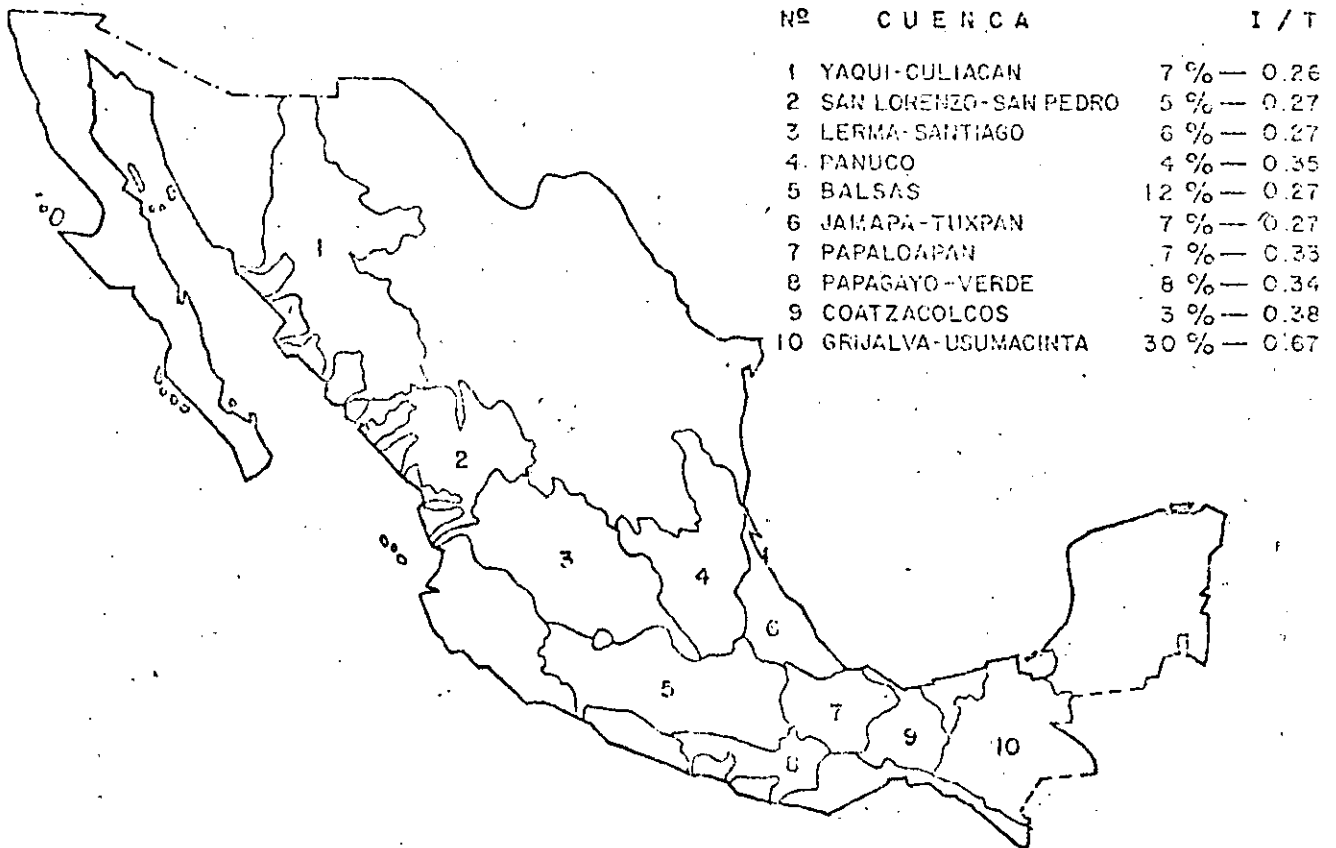 Nº CUENCA I / T
1 YAQUI-CULIACAN 7 % — 0.26
2 SAN LORENZO-SAN PEDRO 5 % — 0.27
3 LERMA-SANTIAGO 6 % — 0.27
4. PANUCO 4 % — 0.35
5 BALSAS 12 % — 0.27
6 JAMAPA-TUXPAN 7 % — 0.27
7 PAPALOAPAN 7 % — 0.33
8 PAPAGAYO-VERDE 8 % — 0.34
9 COATZACOLCOS 3 % — 0.38
10 GRIJALVA-USUMACINTA 30 % — 0.67
1
2
3
4
6
5
7
9
10
8